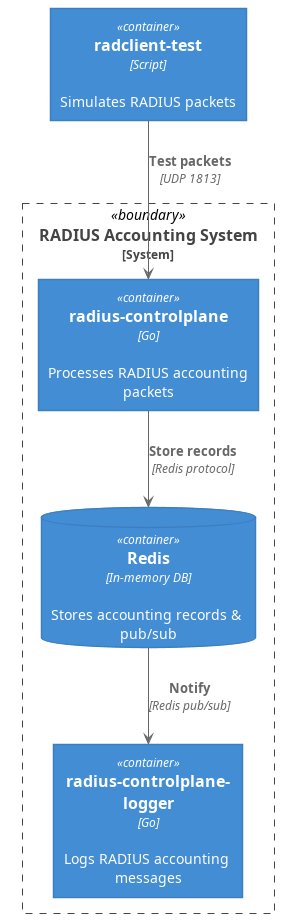 «container»
radclient-test
[Script]
Simulates RADIUS packets
Test packets
[UDP 1813]
«boundary»
RADIUS Accounting System
[System]
«container»
radius-controlplane
[Go]
Processes RADIUS accounting
packets
Store records
[Redis protocol]
«container»
Redis
[In-memory DB]
Stores accounting records &
pub/sub
Notify
[Redis pub/sub]
«container»
radius-controlplane-
logger
[Go]
Logs RADIUS accounting
messages